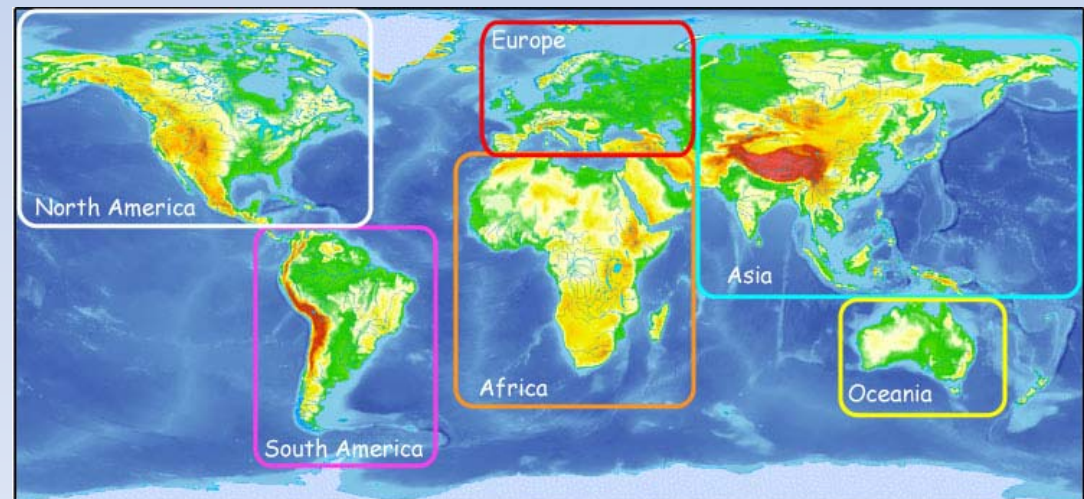 Europe
North America
Asia
Africa
Oceania
South America